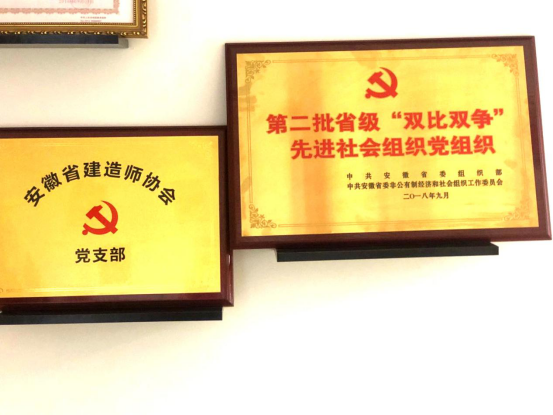 安徽省建造师协会
党支部
第二批省级“双比双争”
先进社会组织党组织
中共安徽省委组织部
中共安徽省委非公有制经济和社会组织工作委员会
二〇一八年九月